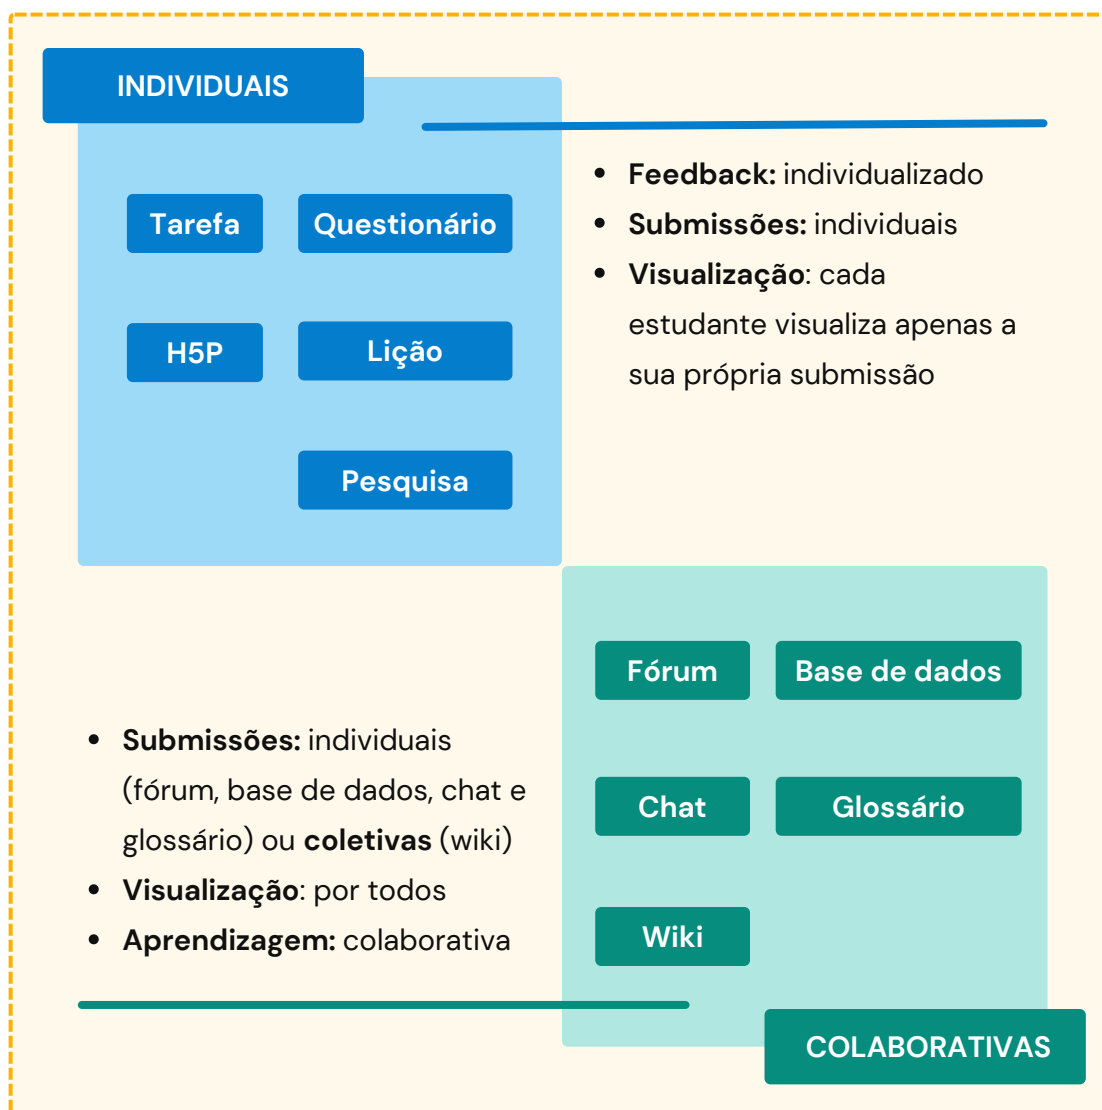 INDIVIDUAIS
Tarefa
Questionário
H5P
Lição
Pesquisa
• Feedback: individualizado
• Submissões: individuais
• Visualização: cada
estudante visualiza apenas a
sua própria submissão
• Submissões: individuais
(fórum, base de dados, chat e
glossário) ou coletivas (wiki)
• Visualização: por todos
• Aprendizagem: colaborativa
Fórum
Base de dados
Chat
Glossário
Wiki
COLABORATIVAS